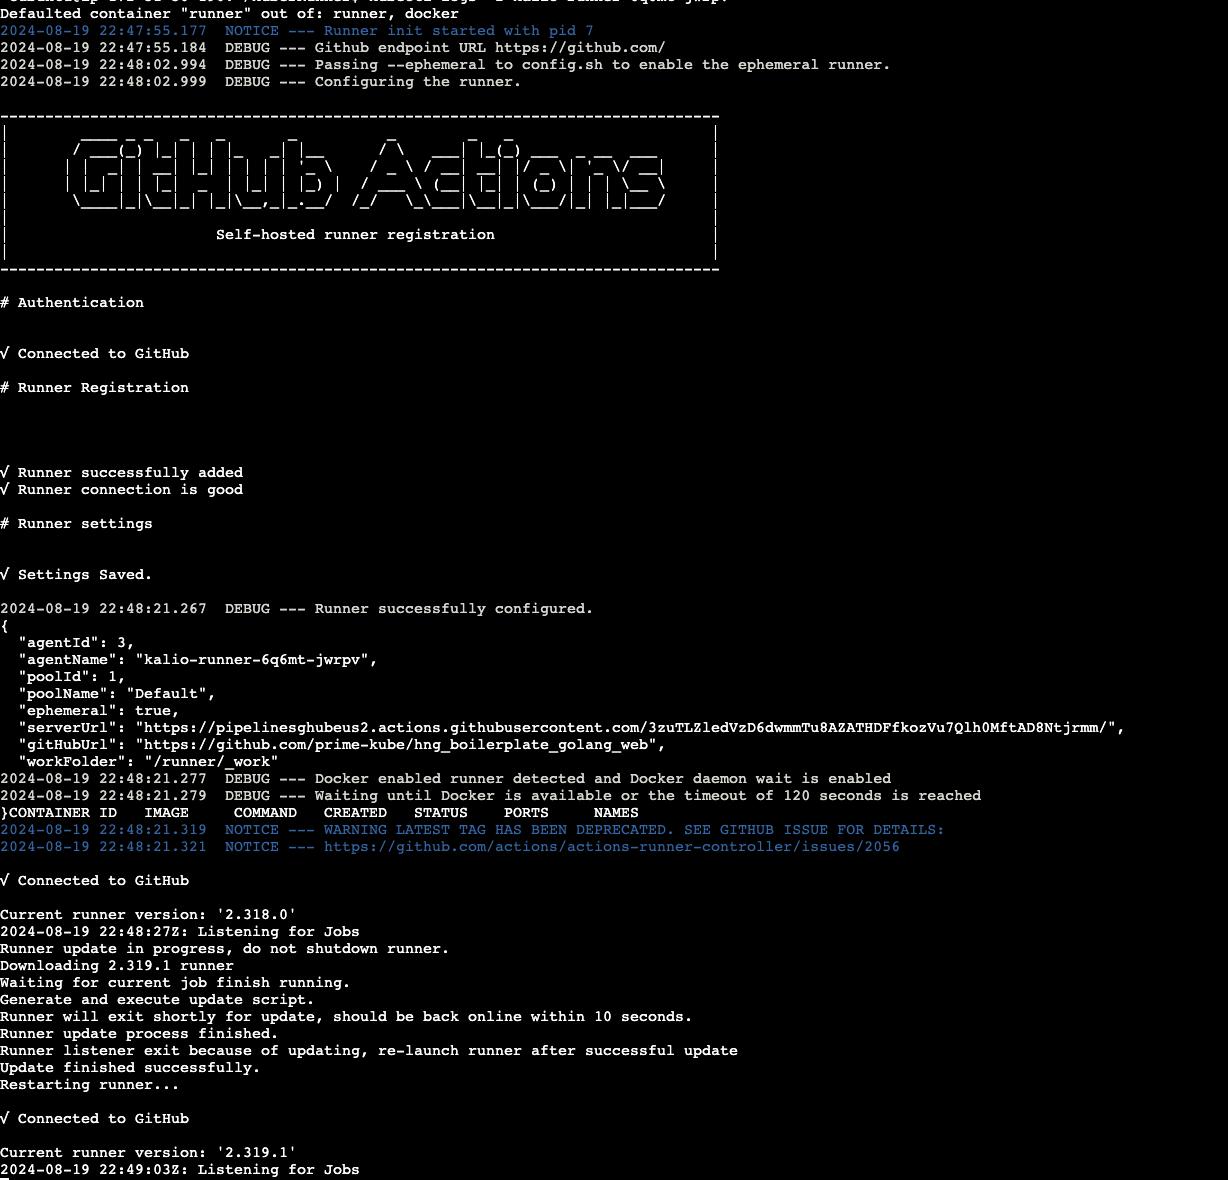 Defaulted container "runner" out of: runner, docker
2024-08-19 22:47:55.177  NOTICE --- Runner init started with pid 7
2024-08-19 22:47:55.184  DEBUG --- Github endpoint URL https://github.com/
2024-08-19 22:48:02.994  DEBUG --- Passing --ephemeral to config.sh to enable the ephemeral runner.
2024-08-19 22:48:02.999  DEBUG --- Configuring the runner.
GitHub Actions
Self-hosted runner registration
# Authentication
√ Connected to GitHub
# Runner Registration
√ Runner successfully added
√ Runner connection is good
# Runner settings
√ Settings Saved.
2024-08-19 22:48:21.267  DEBUG --- Runner successfully configured.
{
  "agentId": 3,
  "agentName": "kalio-runner-6q6mt-jwrpv",
  "poolId": 1,
  "poolName": "Default",
  "ephemeral": true,
  "serverUrl": "https://pipelinesghubeus2.actions.githubusercontent.com/3zuTLZledVzD6dwmmTu8AZATHDFfkozVu7Qlh0MftAD8Ntjrmm/",
  "gitHubUrl": "https://github.com/prime-kube/hng_boilerplate_golang_web",
  "workFolder": "/runner/_work"
2024-08-19 22:48:21.277  DEBUG --- Docker enabled runner detected and Docker daemon wait is enabled
2024-08-19 22:48:21.279  DEBUG --- Waiting until Docker is available or the timeout of 120 seconds is reached
}CONTAINER ID   IMAGE     COMMAND   CREATED   STATUS    PORTS     NAMES
2024-08-19 22:48:21.319  NOTICE --- WARNING LATEST TAG HAS BEEN DEPRECATED. SEE GITHUB ISSUE FOR DETAILS:
2024-08-19 22:48:21.321  NOTICE --- https://github.com/actions/actions-runner-controller/issues/2056
√ Connected to GitHub
Current runner version: '2.318.0'
2024-08-19 22:48:27Z: Listening for Jobs
Runner update in progress, do not shutdown runner.
Downloading 2.319.1 runner
Waiting for current job finish running.
Generate and execute update script.
Runner will exit shortly for update, should be back online within 10 seconds.
Runner update process finished.
Runner listener exit because of updating, re-launch runner after successful update
Update finished successfully.
Restarting runner...
√ Connected to GitHub
Current runner version: '2.319.1'
2024-08-19 22:49:03Z: Listening for Jobs